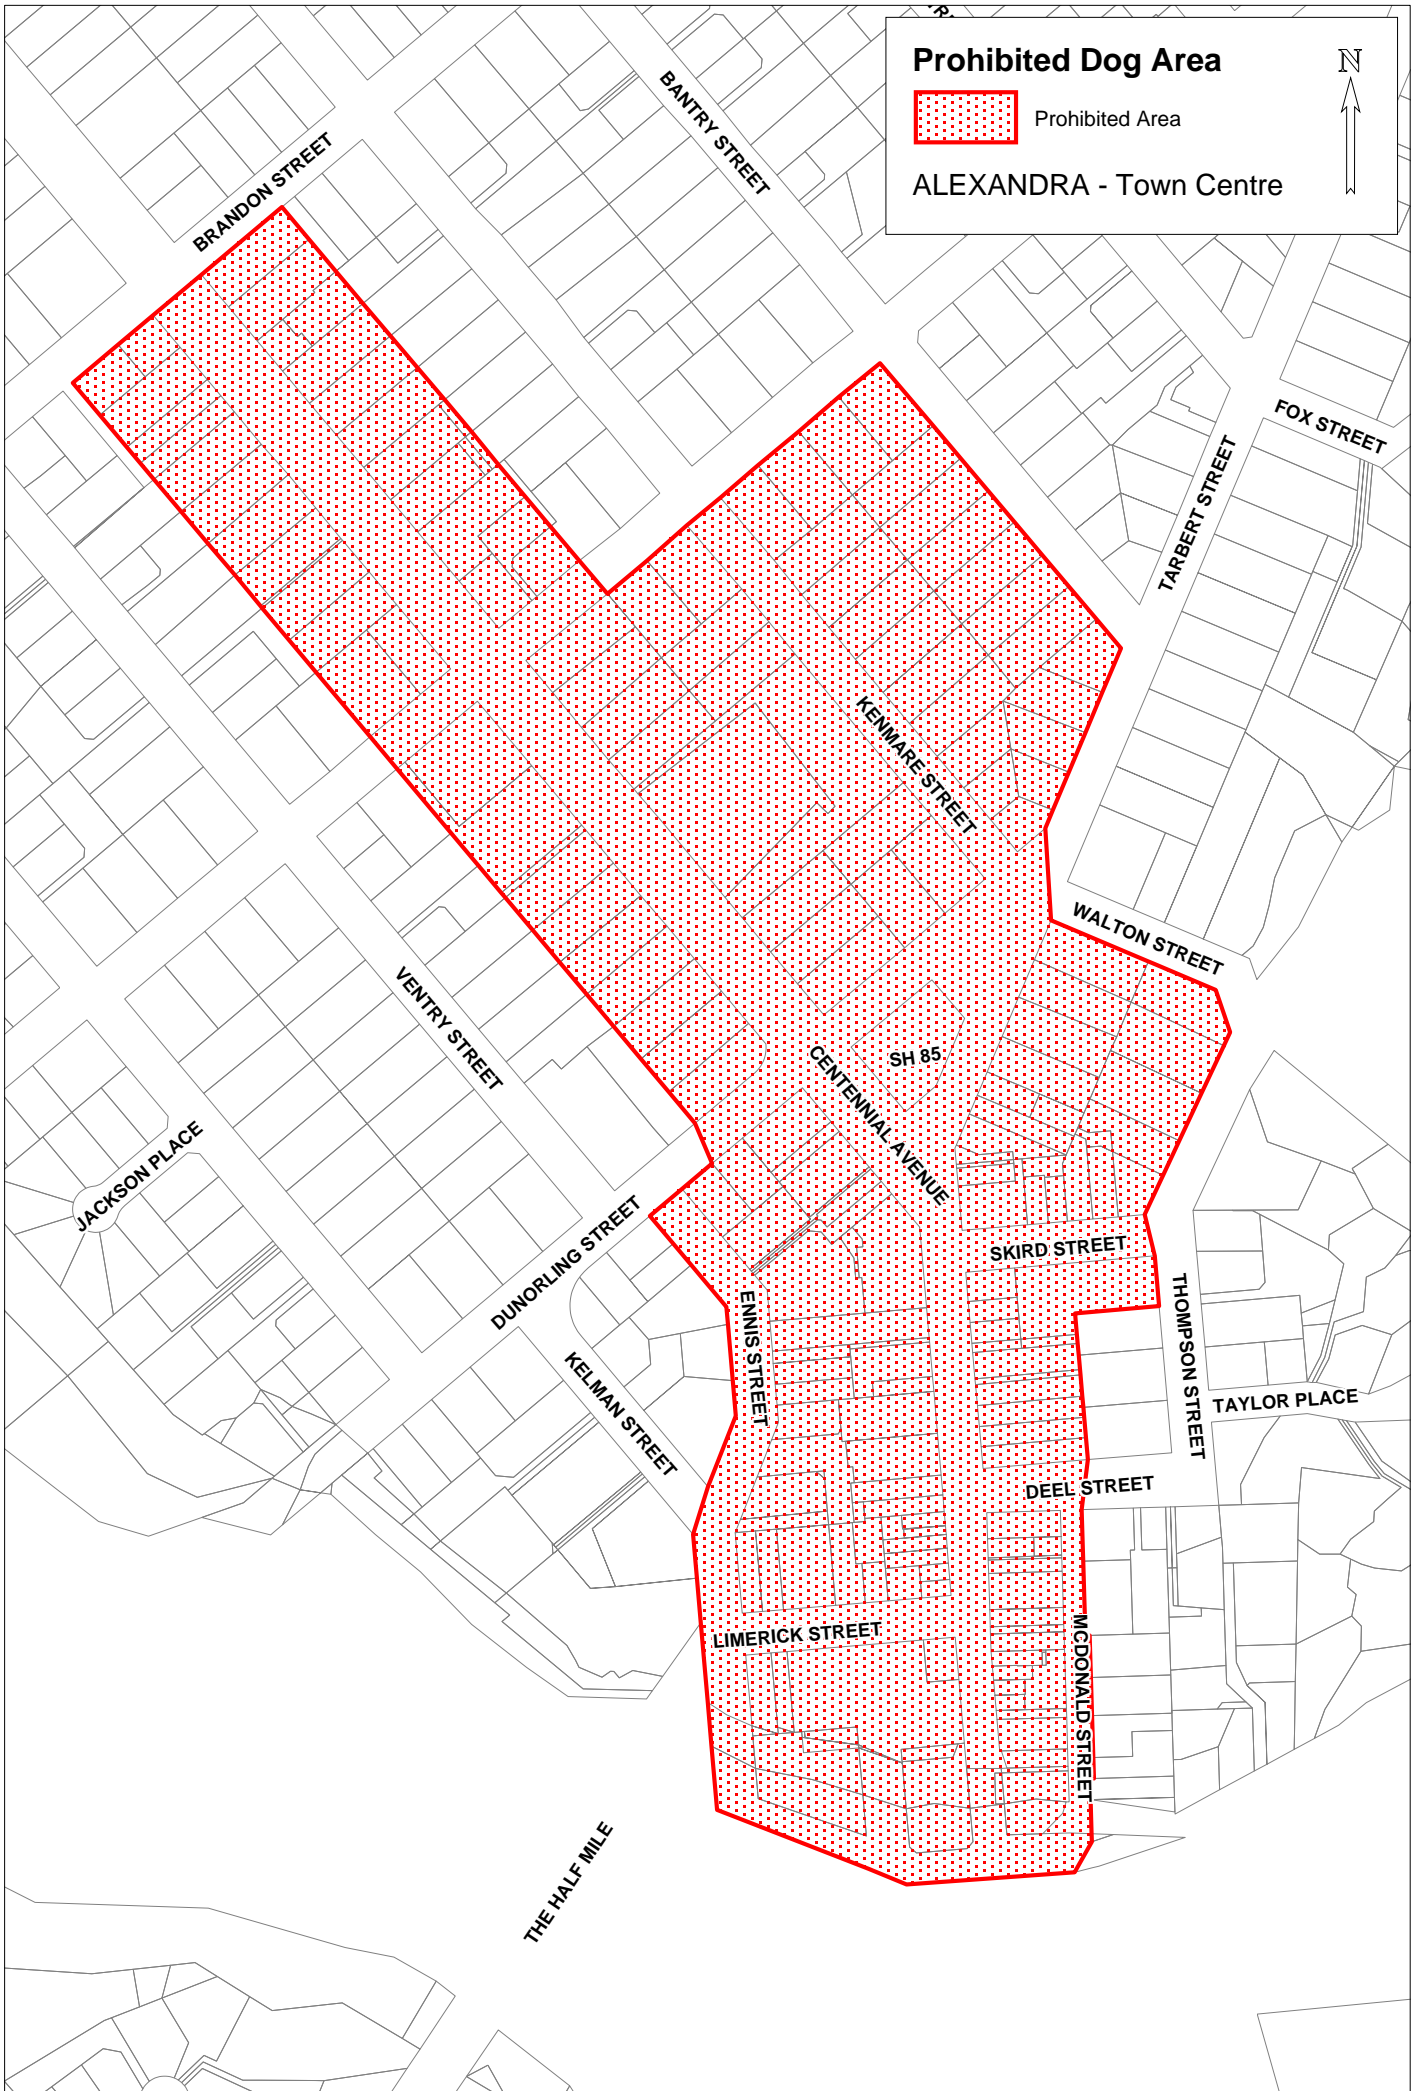 Prohibited Dog Area
N
Prohibited Area
ALEXANDRA - Town Centre
BANTRY STREET
BRANDON STREET
FOX STREET
TARBERT STREET
KENMARE STREET
WALTON STREET
VENTRY STREET
SH 85
CENTENNIAL AVENUE
JACKSON PLACE
DUNORLING STREET
SKIRD STREET
ENNIS STREET
THOMPSON STREET
KELMAN STREET
TAYLOR PLACE
DEEL STREET
LIMERICK STREET
MCDONALD STREET
THE HALF MILE